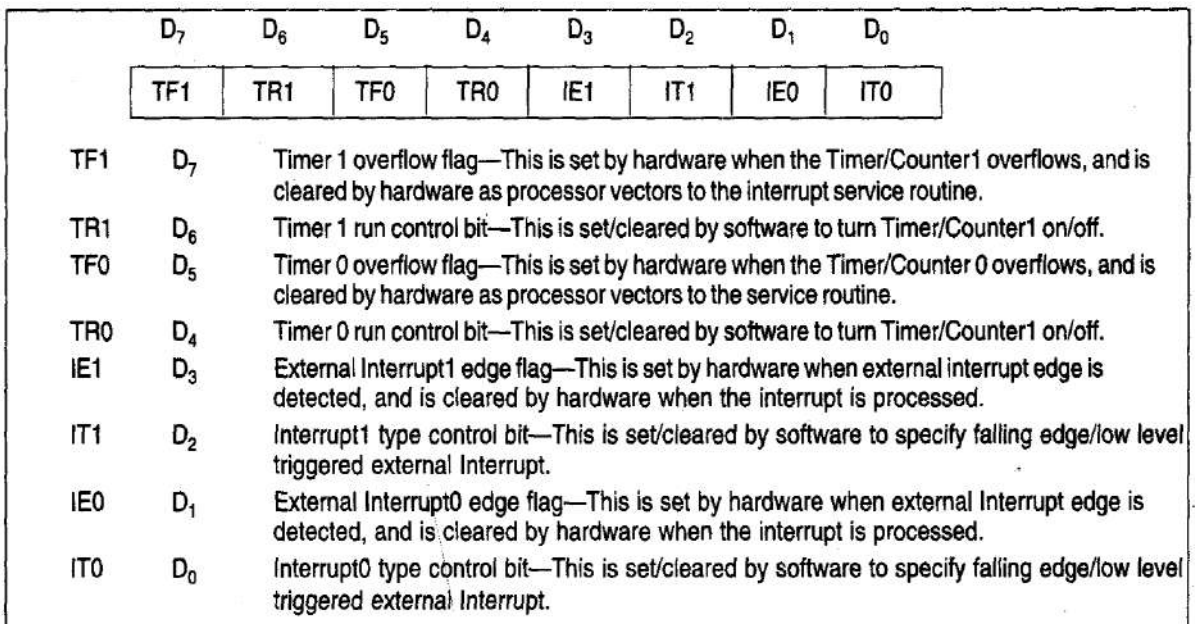 D7 D6 D5 D4 D3 D2 D1 D0
TF1 TR1 TF0 TR0 IE1 IT1 IE0 IT0
TF1 D7 Timer 1 overflow flag—This is set by hardware when the Timer/Counter1 overflows, and is
cleared by hardware as processor vectors to the interrupt service routine.
TR1 D6 Timer 1 run control bit—This is set/cleared by software to turn Timer/Counter1 on/off.
TF0 D5 Timer 0 overflow flag—This is set by hardware when the Timer/Counter 0 overflows, and is
cleared by hardware as processor vectors to the service routine.
TR0 D4 Timer 0 run control bit—This is set/cleared by software to turn Timer/Counter1 on/off.
IE1 D3 External Interrupt1 edge flag—This is set by hardware when external interrupt edge is
detected, and is cleared by hardware when the interrupt is processed.
IT1 D2 Interrupt1 type control bit—This is set/cleared by software to specify falling edge/low level
triggered external Interrupt.
IE0 D1 External Interrupt0 edge flag—This is set by hardware when external Interrupt edge is
detected, and is cleared by hardware when the interrupt is processed.
IT0 D0 Interrupt0 type control bit—This is set/cleared by software to specify falling edge/low level
triggered external Interrupt.